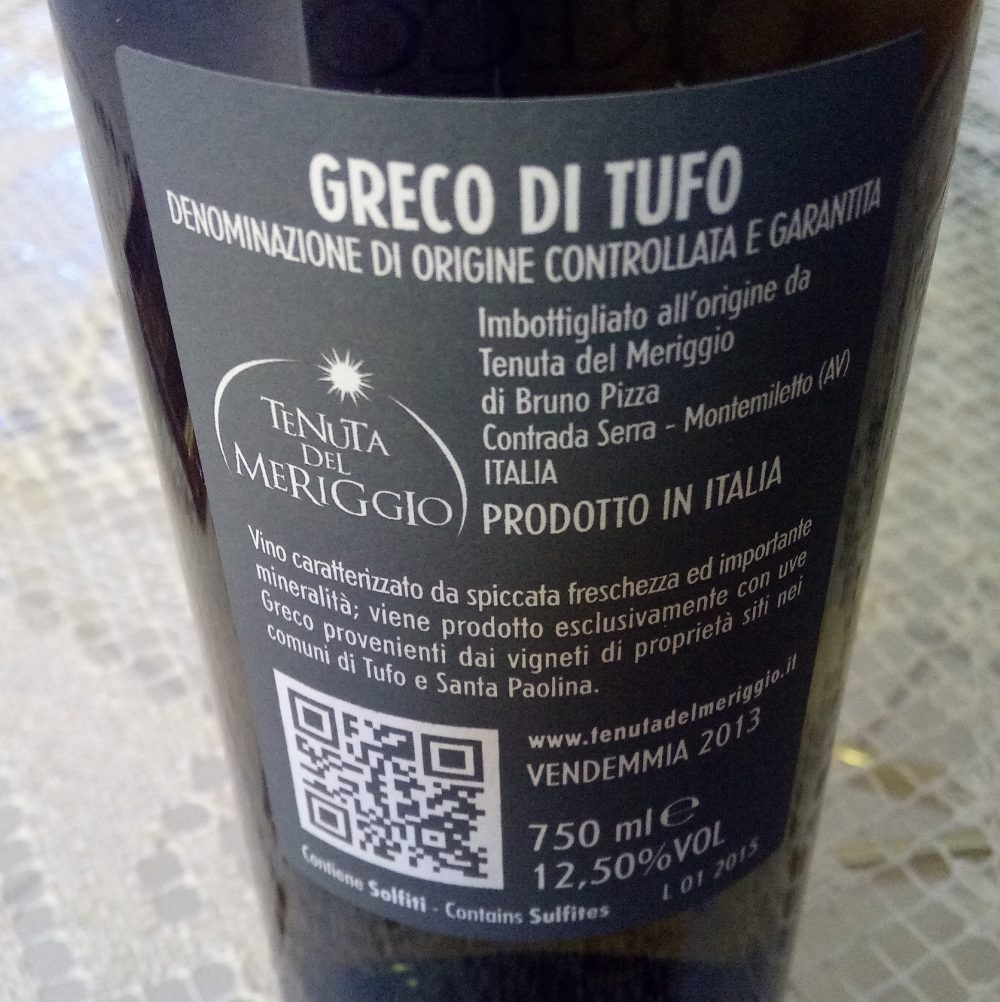 GRECO DI TUFO
DENOMINAZIONE DI ORIGINE CONTROLLATA E GARANTITA
Imbottigliato all'origine da
Tenuta del Meriggio
di Bruno Pizza
Contrada Serra - Montemiletto (AV)
ITALIA
PRODOTTO IN ITALIA
TENUTA
DEL
MERIGGIO
Vino caratterizzato da spiccata freschezza ed importante
mineralità; viene prodotto esclusivamente con uve
Greco provenienti dai vigneti di proprietà siti nei
comuni di Tufo e Santa Paolina.
www.tenutadelmeriggio.it
VENDEMMIA 2013
750 ml e
12,50%VOL
L 01 2015
Contiene Solfiti - Contains Sulfites